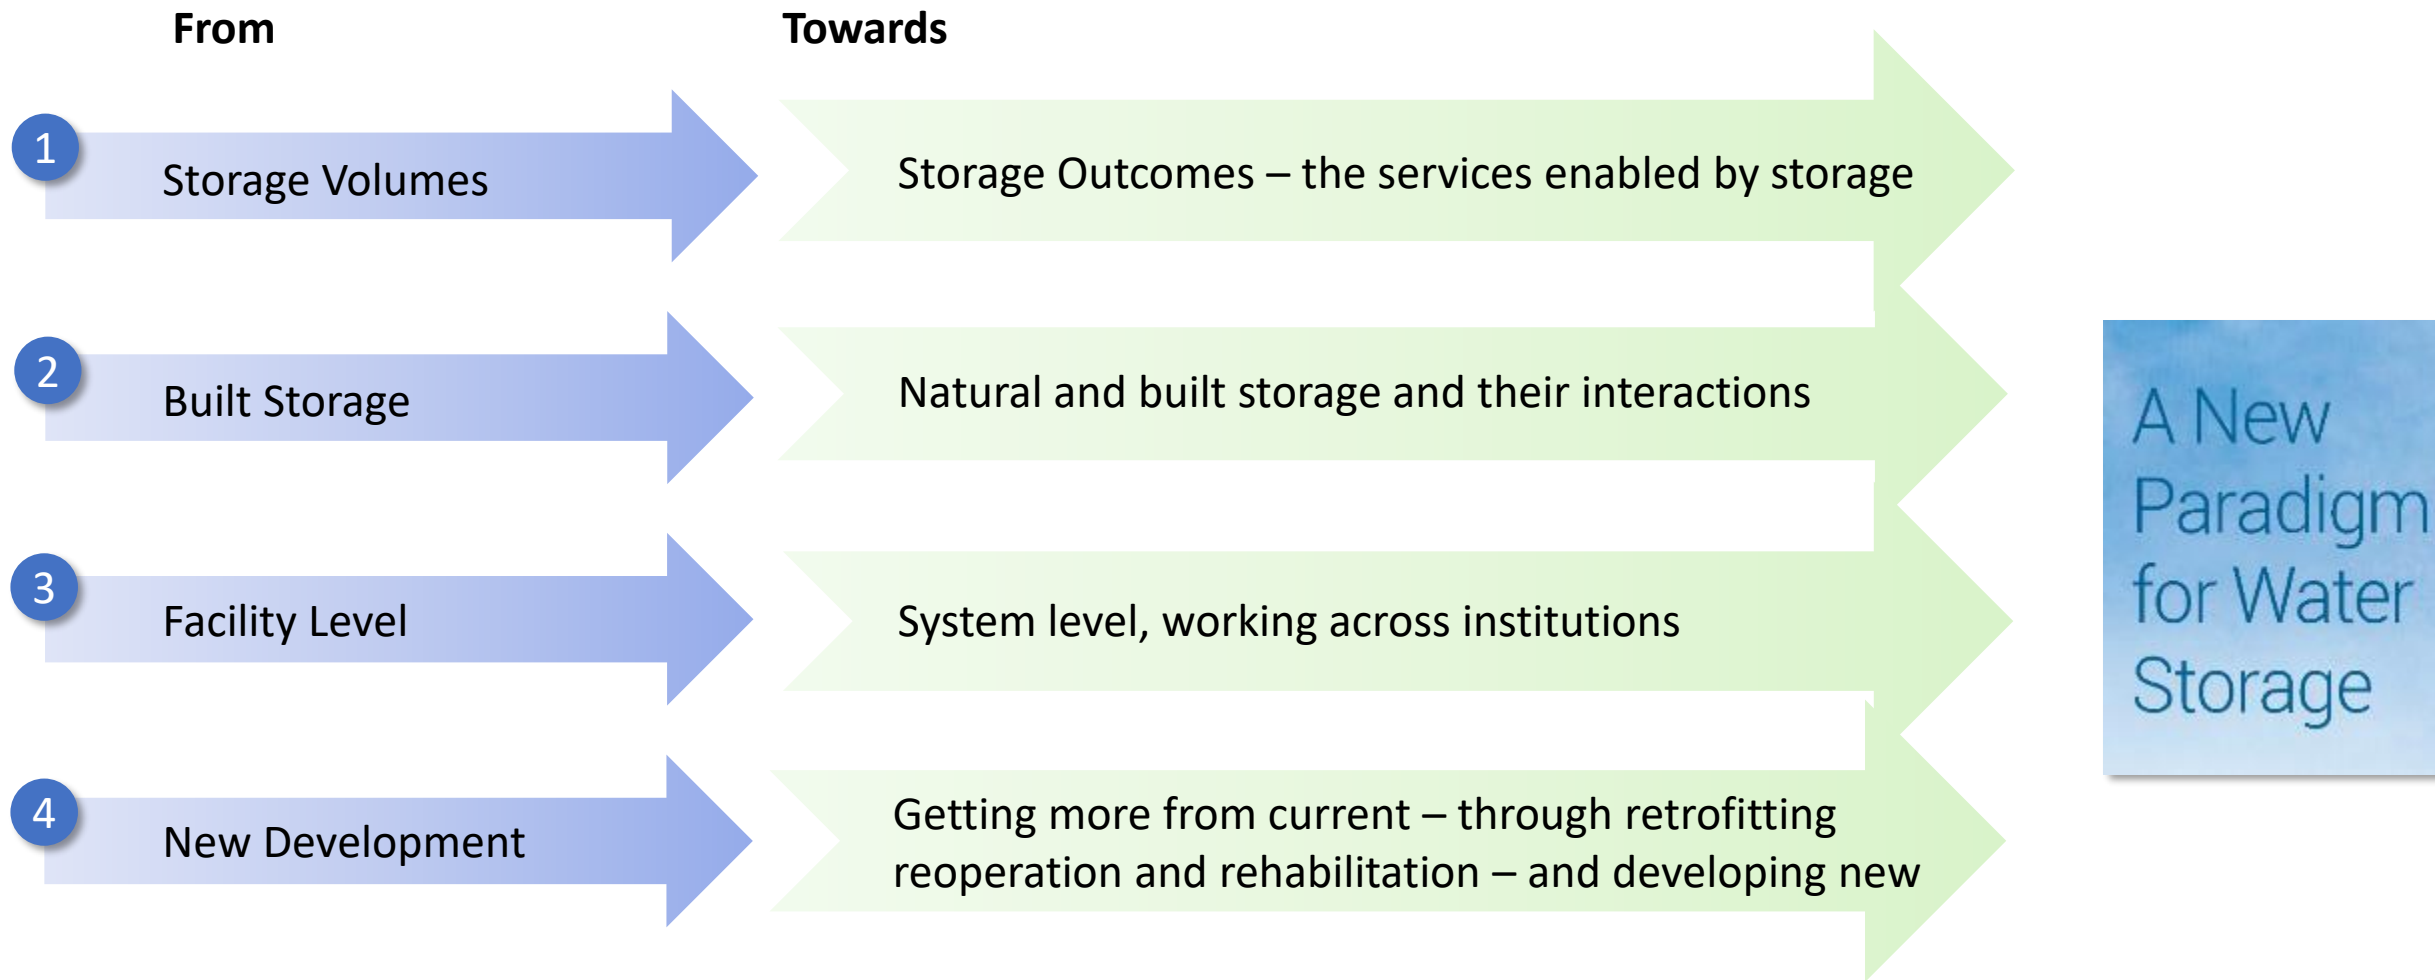 From
Towards
1
Storage Volumes
Storage Outcomes – the services enabled by storage
2
Built Storage
Natural and built storage and their interactions
3
Facility Level
System level, working across institutions
4
New Development
Getting more from current – through retrofitting
reoperation and rehabilitation – and developing new
A New
Paradigm
for Water
Storage